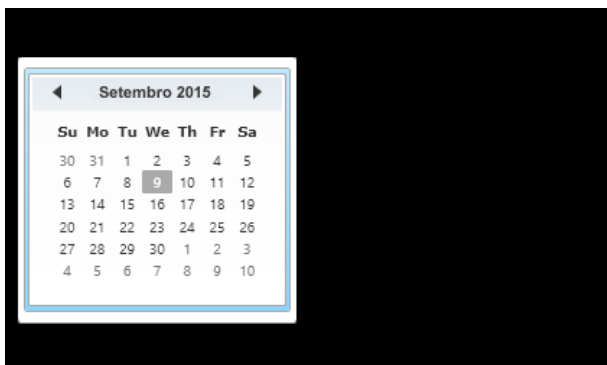 Setembro 2015
Su Mo Tu We Th Fr Sa
30 31 1 2 3 4 5
6 7 8 9 10 11 12
13 14 15 16 17 18 19
20 21 22 23 24 25 26
27 28 29 30 1 2 3
4 5 6 7 8 9 10